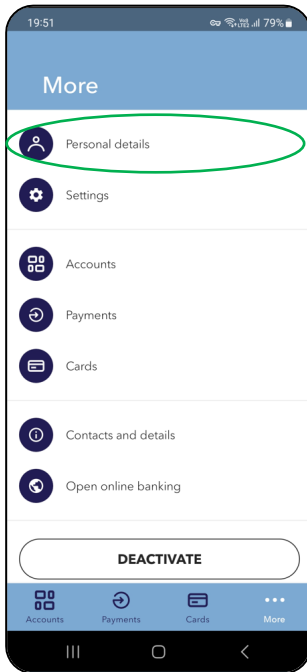 19:51
79%
More
Personal details
Settings
Accounts
Payments
Cards
Contacts and details
Open online banking
DEACTIVATE
Accounts Payments Cards More